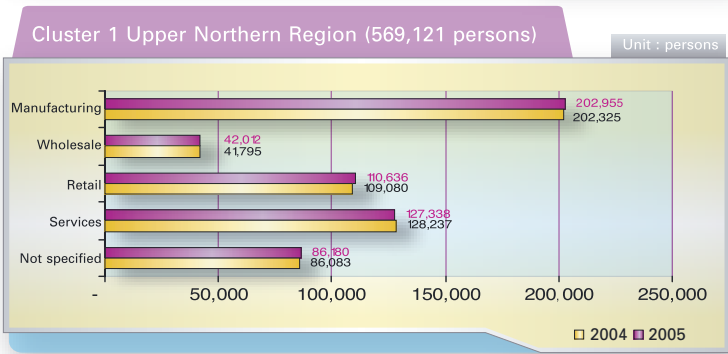 Cluster 1 Upper Northern Region (569,121 persons)
Unit : persons
Manufacturing
202,955
202,325
Wholesale
42,012
41,795
Retail
110,636
109,080
Services
127,338
128,237
Not specified
86,180
86,083
- 50,000 100,000 150,000 200,000 250,000
2004 2005